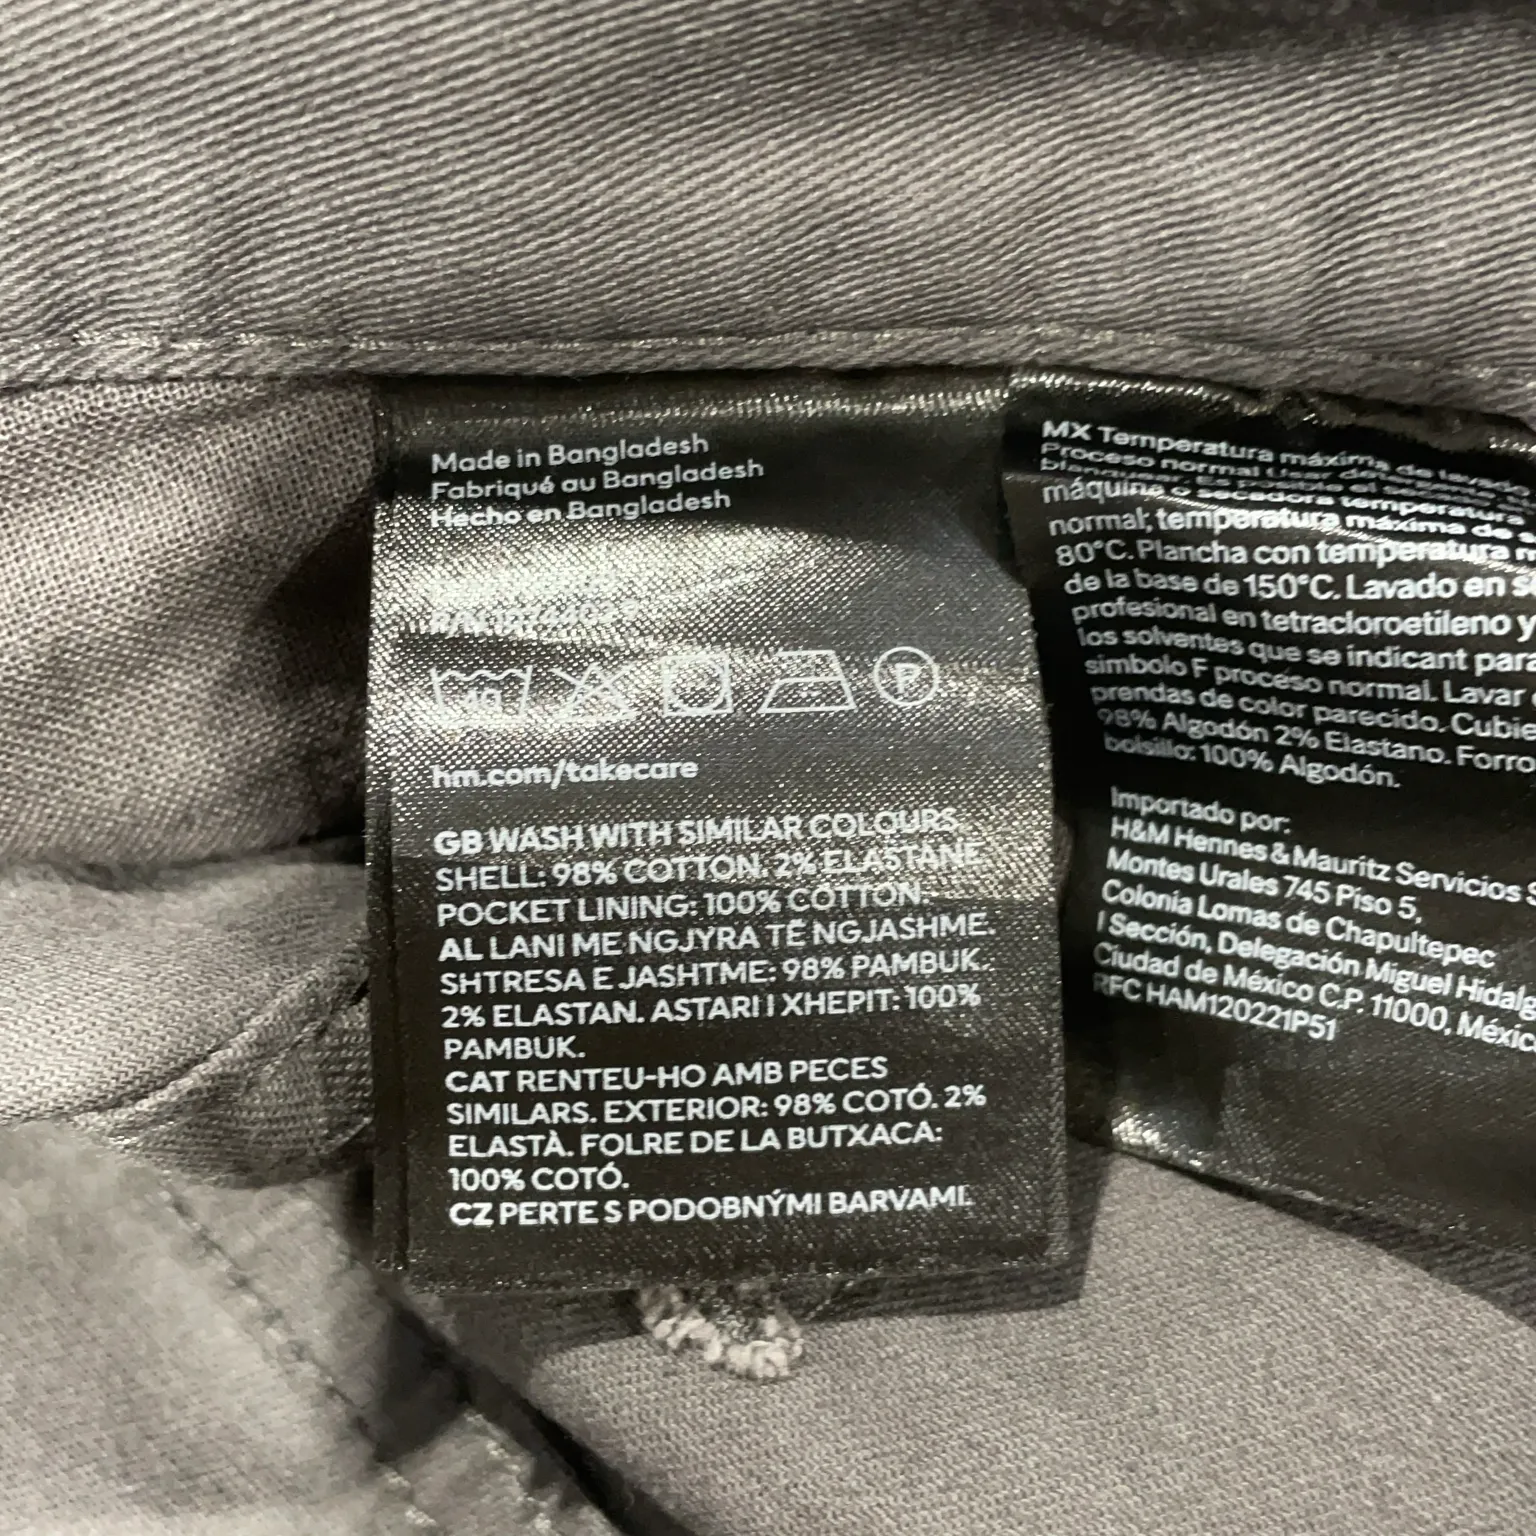 Made in Bangladesh
Fabriqué au Bangladesh
Hecho en Bangladesh
40
P
hm.com/takecare
GB WASH WITH SIMILAR COLOURS.
SHELL: 98% COTTON. 2% ELASTANE.
POCKET LINING: 100% COTTON.
AL LANI ME NGJYRA TË NGJASHME.
SHTRESA E JASHTME: 98% PAMBUK.
2% ELASTAN. ASTARI I XHEPIT: 100%
PAMBUK.
CAT RENTEU-HO AMB PECES
SIMILARS. EXTERIOR: 98% COTÓ. 2%
ELASTÀ. FOLRE DE LA BUTXACA:
100% COTÓ.
CZ PERTE S PODOBNÝMI BARVAMI.
MX Temperatura máxima de lavado
Proceso normal
máquina o secadora temperatura
normal; temperatura máxima de
80°C. Plancha con temperatura
de la base de 150°C. Lavado en
profesional en tetracloroetileno y
los solventes que se indicant para
simbolo F proceso normal. Lavar
prendas de color parecido.
98% Algodón 2% Elastano. Forro
bolsillo: 100% Algodón.
Importado por:
H&M Hennes & Mauritz Servicios
Montes Urales 745 Piso 5,
Colonia Lomas de Chapultepec
I Sección, Delegación Miguel
Ciudad de México C.P. 11000,
RFC HAM120221P51